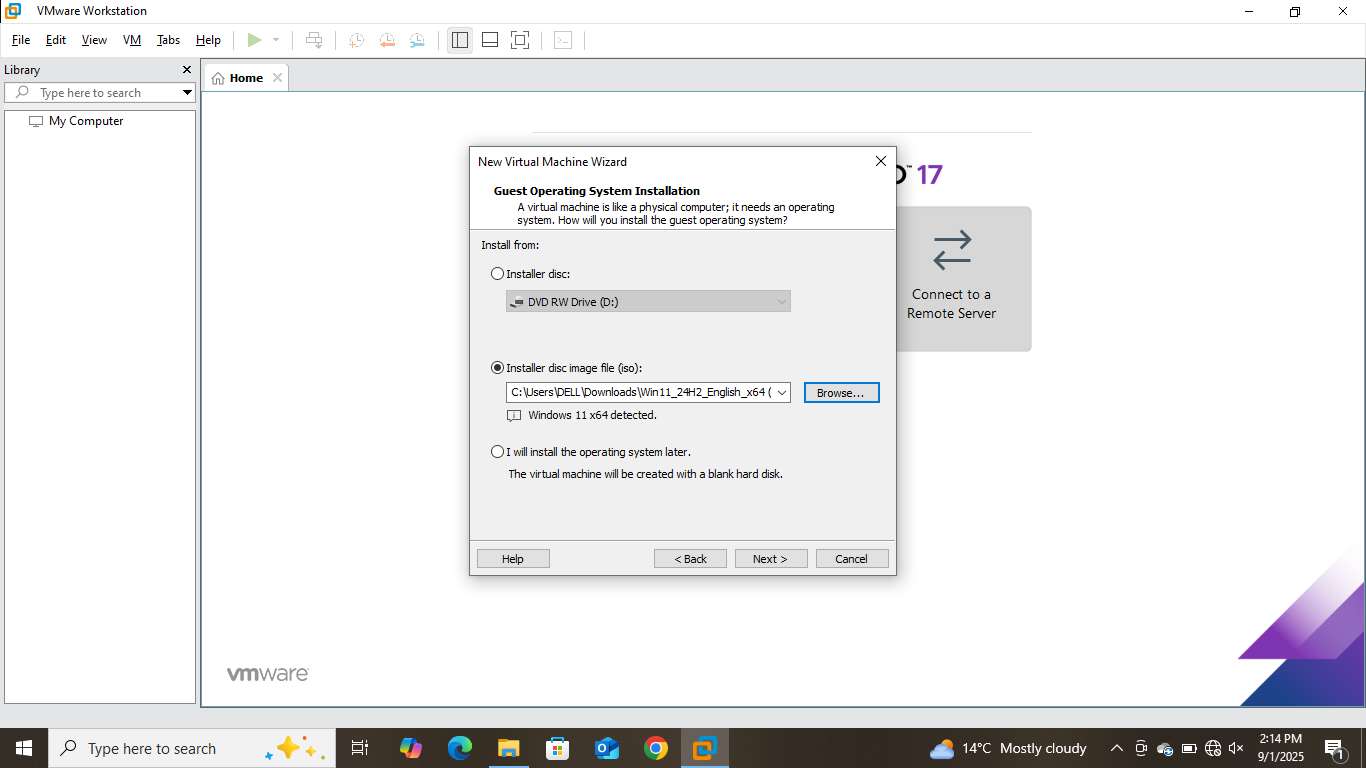 VMware Workstation
File Edit View VM Tabs Help
Library
Type here to search
My Computer
Home
17
New Virtual Machine Wizard
Guest Operating System Installation
A virtual machine is like a physical computer; it needs an operating
system. How will you install the guest operating system?
Install from:
Installer disc:
DVD RW Drive (D:)
Installer disc image file (iso):
C:\Users\DELL\Downloads\Win11_24H2_English_x64 (
Browse...
Windows 11 x64 detected.
I will install the operating system later.
The virtual machine will be created with a blank hard disk.
Help
< Back
Next >
Cancel
Connect to a
Remote Server
vmware
Type here to search
14°C Mostly cloudy
2:14 PM
9/1/2025
1